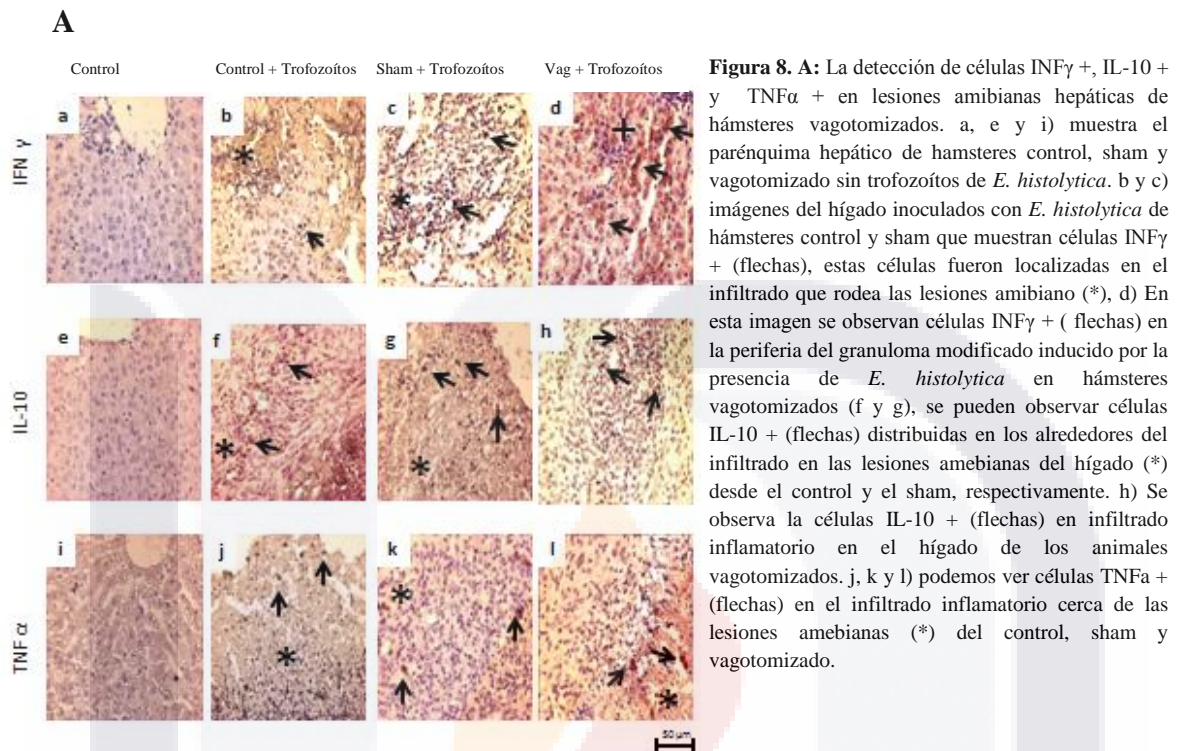 A
Control Control + Trofozoítos Sham + Trofozoítos Vag + Trofozoítos
IFN γ
a
b
*
c
*
d
+
IL-10
e
f
*
g
*
h
TNF α
i
j
*
k
*
l
*
50 µm
Figura 8. A: La detección de células INFγ +, IL-10 +
y TNFα + en lesiones amibianas hepáticas de
hámsteres vagotomizados. a, e y i) muestra el
parénquima hepático de hamsteres control, sham y
vagotomizado sin trofozoítos de E. histolytica. b y c)
imágenes del hígado inoculados con E. histolytica de
hámsteres control y sham que muestran células INFγ
+ (flechas), estas células fueron localizadas en el
infiltrado que rodea las lesiones amibiano (*), d) En
esta imagen se observan células INFγ + ( flechas) en
la periferia del granuloma modificado inducido por la
presencia de E. histolytica en hámsteres
vagotomizados (f y g), se pueden observar células
IL-10 + (flechas) distribuidas en los alrededores del
infiltrado en las lesiones amebianas del hígado (*)
desde el control y el sham, respectivamente. h) Se
observa la células IL-10 + (flechas) en infiltrado
inflamatorio en el hígado de los animales
vagotomizados. j, k y l) podemos ver células TNFa +
(flechas) en el infiltrado inflamatorio cerca de las
lesiones amebianas (*) del control, sham y
vagotomizado.